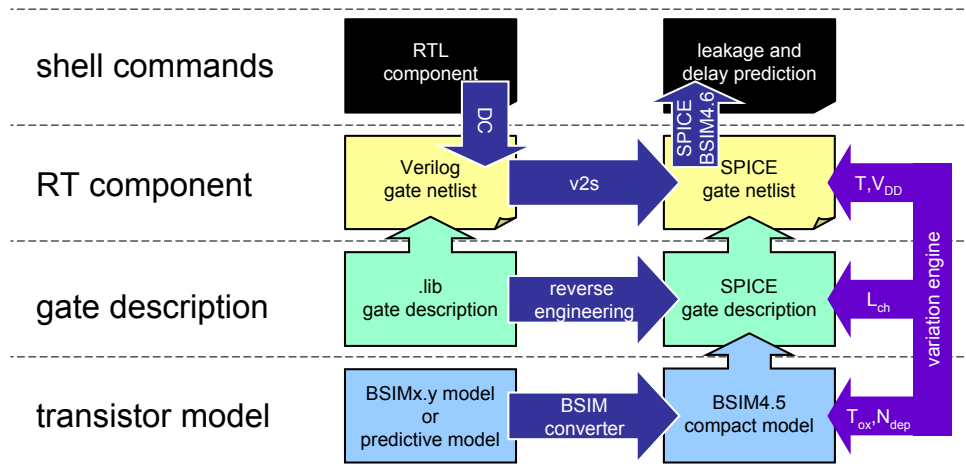 shell commands
RTL
component
leakage and
delay prediction
DC
SPICE
BSIM4.6
RT component
Verilog
gate netlist
v2s
SPICE
gate netlist
T,V_DD
gate description
.lib
gate description
reverse
engineering
SPICE
gate description
L_ch
variation engine
transistor model
BSIMx.y model
or
predictive model
BSIM
converter
BSIM4.5
compact model
T_ox,N_dep